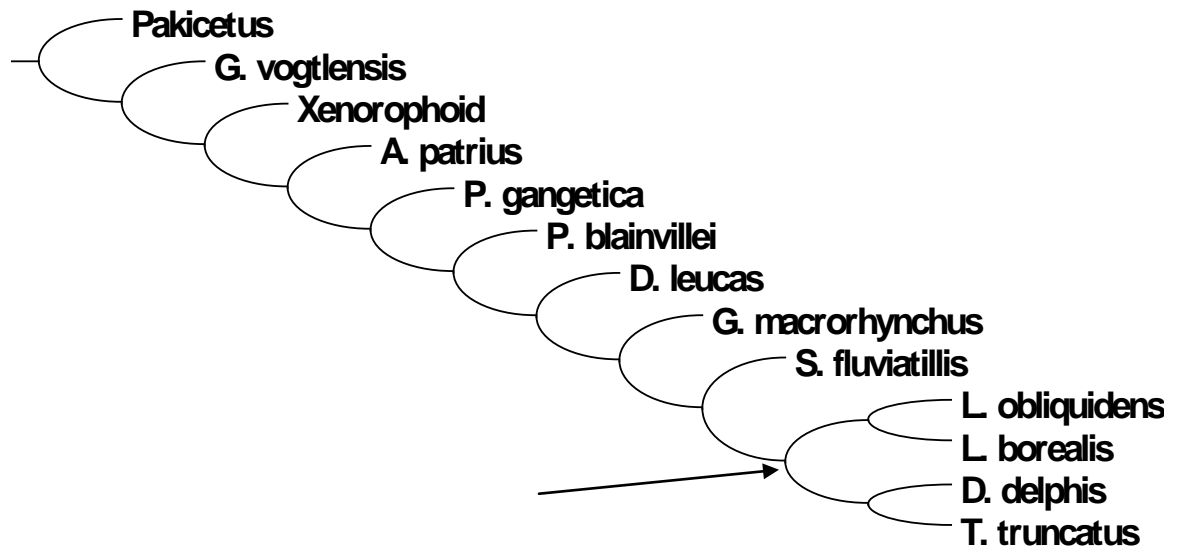 Pakicetus
G. vogtlensis
Xenorophoid
A. patrius
P. gangetica
P. blainvillei
D. leucas
G. macrorhynchus
S. fluviatillis
L. obliquidens
L. borealis
D. delphis
T. truncatus